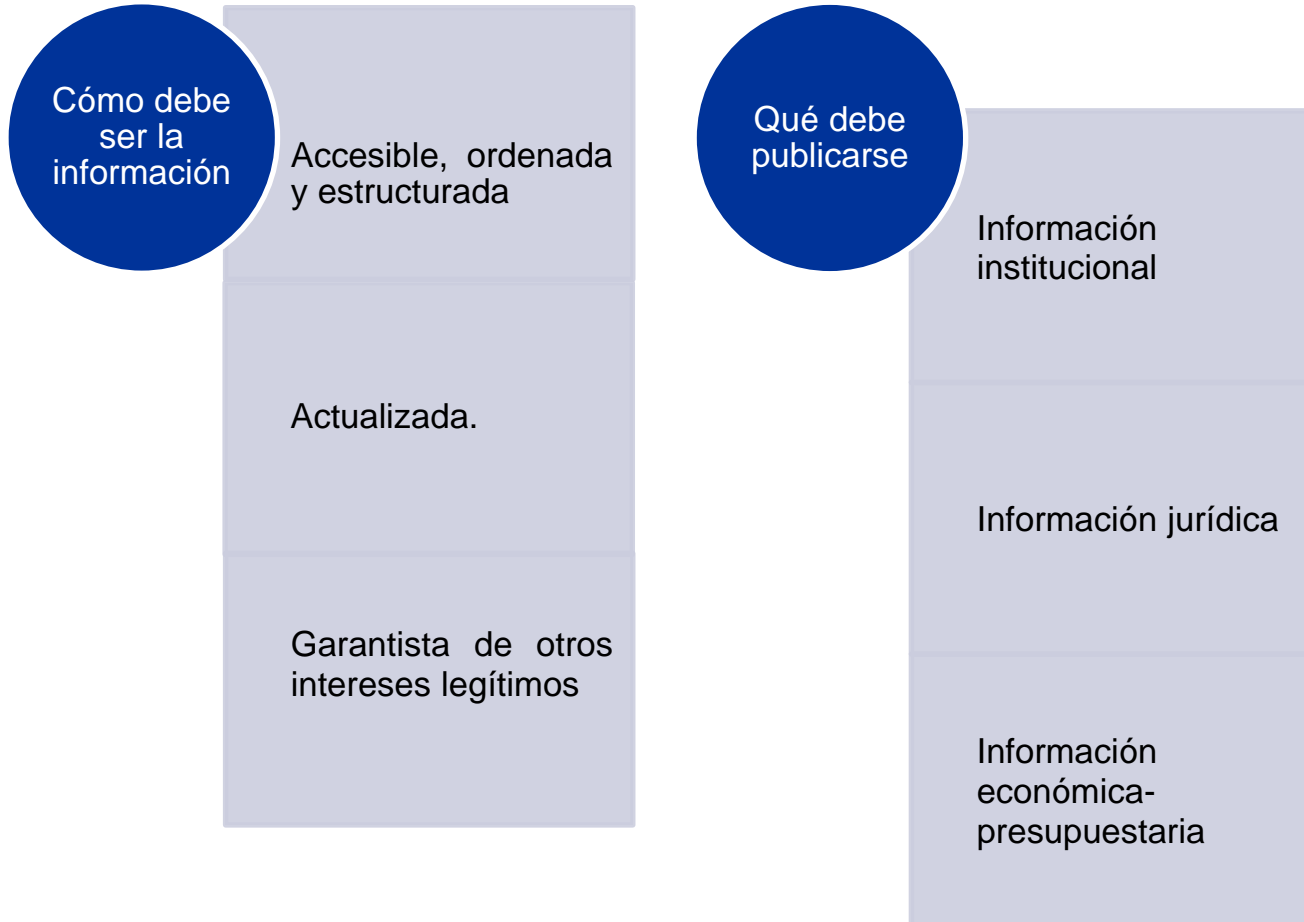 Cómo debe
ser la
información
Accesible, ordenada
y estructurada
Actualizada.
Garantista de otros
intereses legítimos
Qué debe
publicarse
Información
institucional
Información jurídica
Información
económica-
presupuestaria